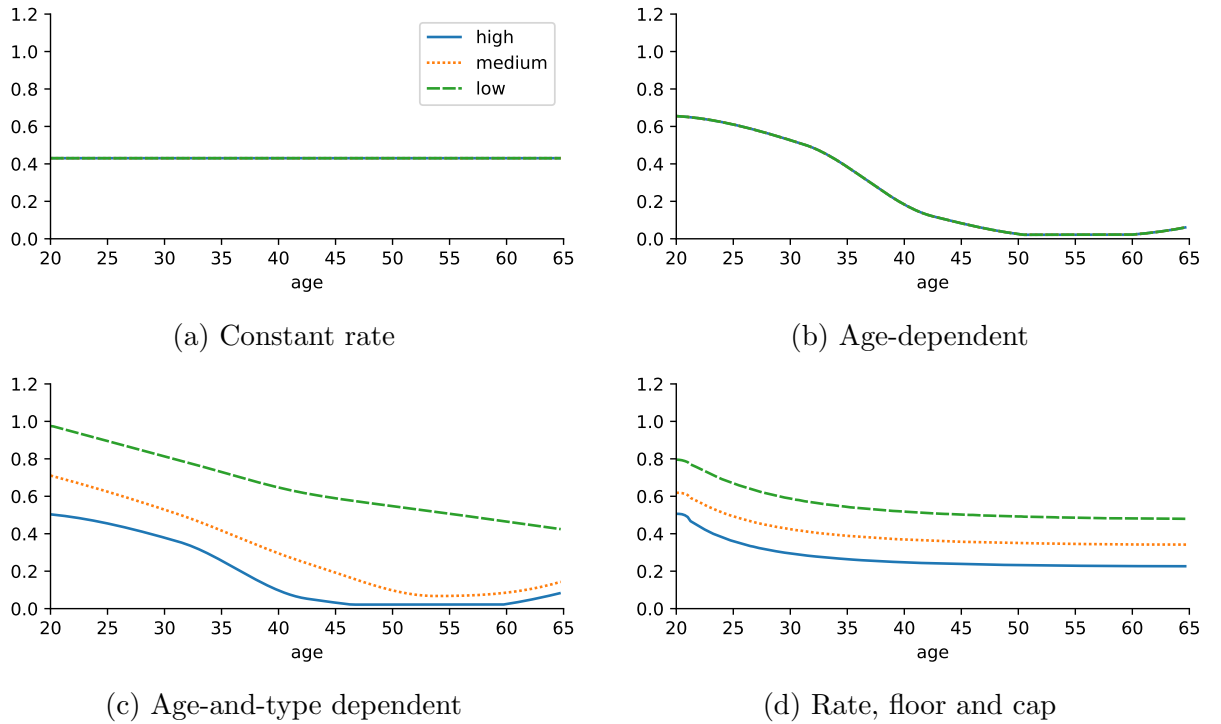 1.2
1.0
0.8
0.6
0.4
0.2
0.0
20 25 30 35 40 45 50 55 60 65
age
high
medium
low
(a) Constant rate
1.2
1.0
0.8
0.6
0.4
0.2
0.0
20 25 30 35 40 45 50 55 60 65
age
(b) Age-dependent
1.2
1.0
0.8
0.6
0.4
0.2
0.0
20 25 30 35 40 45 50 55 60 65
age
(c) Age-and-type dependent
1.2
1.0
0.8
0.6
0.4
0.2
0.0
20 25 30 35 40 45 50 55 60 65
age
(d) Rate, floor and cap